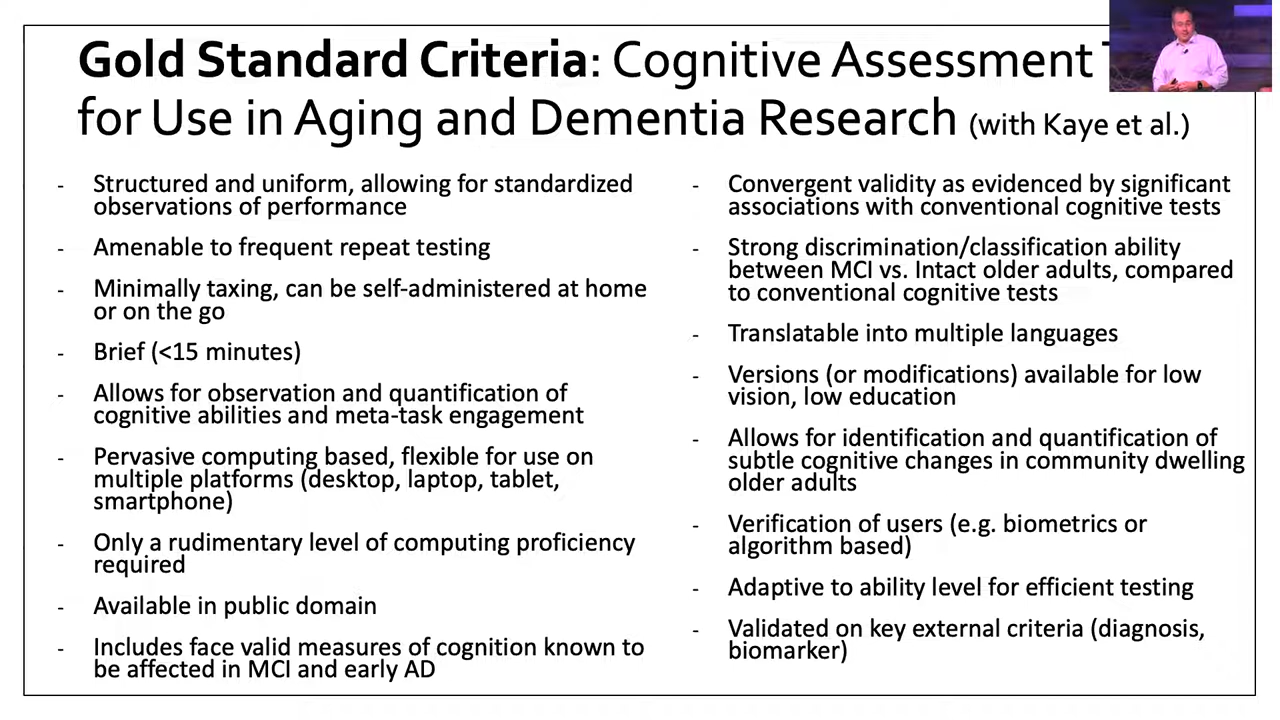 Gold Standard Criteria: Cognitive Assessment
for Use in Aging and Dementia Research (with Kaye et al.)
- Structured and uniform, allowing for standardized
observations of performance
- Amenable to frequent repeat testing
- Minimally taxing, can be self-administered at home
or on the go
- Brief (<15 minutes)
- Allows for observation and quantification of
cognitive abilities and meta-task engagement
- Pervasive computing based, flexible for use on
multiple platforms (desktop, laptop, tablet,
smartphone)
- Only a rudimentary level of computing proficiency
required
- Available in public domain
- Includes face valid measures of cognition known to
be affected in MCI and early AD
- Convergent validity as evidenced by significant
associations with conventional cognitive tests
- Strong discrimination/classification ability
between MCI vs. Intact older adults, compared
to conventional cognitive tests
- Translatable into multiple languages
- Versions (or modifications) available for low
vision, low education
- Allows for identification and quantification of
subtle cognitive changes in community dwelling
older adults
- Verification of users (e.g. biometrics or
algorithm based)
- Adaptive to ability level for efficient testing
- Validated on key external criteria (diagnosis,
biomarker)